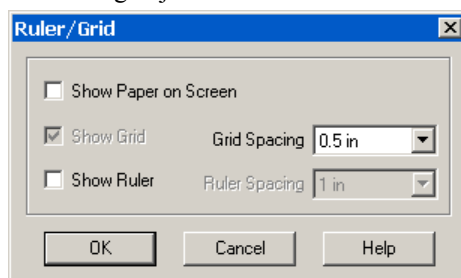 Ruler/Grid
Show Paper on Screen
Show Grid Grid Spacing 0.5 in
Show Ruler Ruler Spacing 1 in
OK Cancel Help